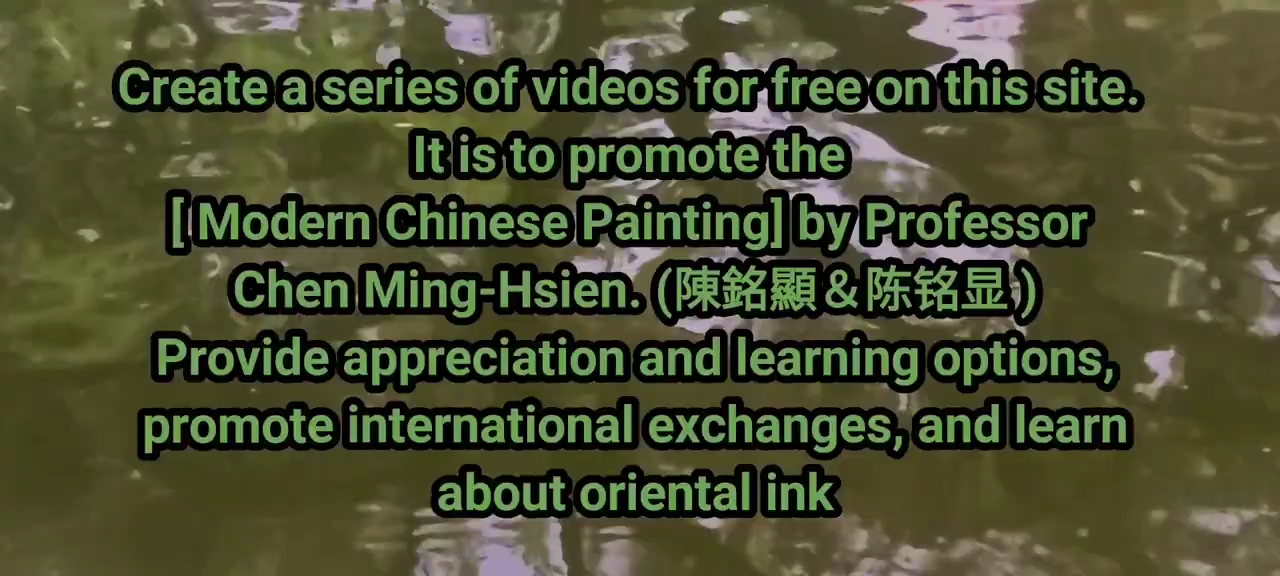 Create a series of videos for free on this site.
It is to promote the
[ Modern Chinese Painting] by Professor
Chen Ming-Hsien. (陳銘顯＆陈铭显 )
Provide appreciation and learning options,
promote international exchanges, and learn
about oriental ink